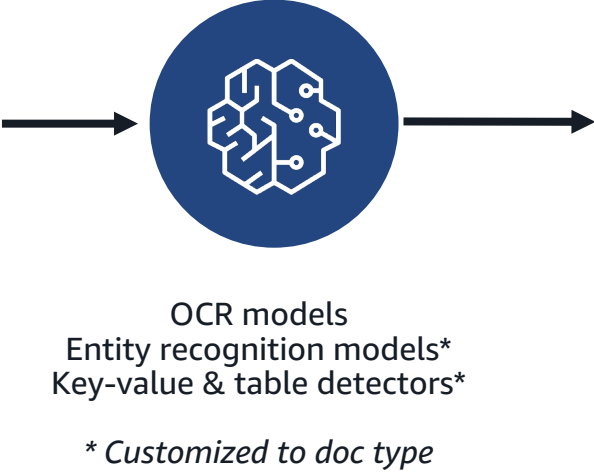 OCR models
Entity recognition models*
Key-value & table detectors*
* Customized to doc type